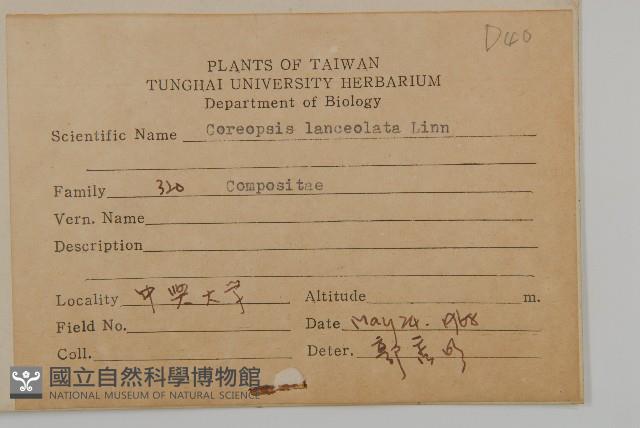 D40
PLANTS OF TAIWAN
TUNGHAI UNIVERSITY HERBARIUM
Department of Biology
Scientific Name Coreopsis lanceolata Linn
Family 320 Compositae
Vern. Name
Description
Locality 中興大学 Altitude m.
Field No. Date May 24. 1968
Coll. Deter. 郭
國立自然科學博物館
NATIONAL MUSEUM OF NATURAL SCIENCE